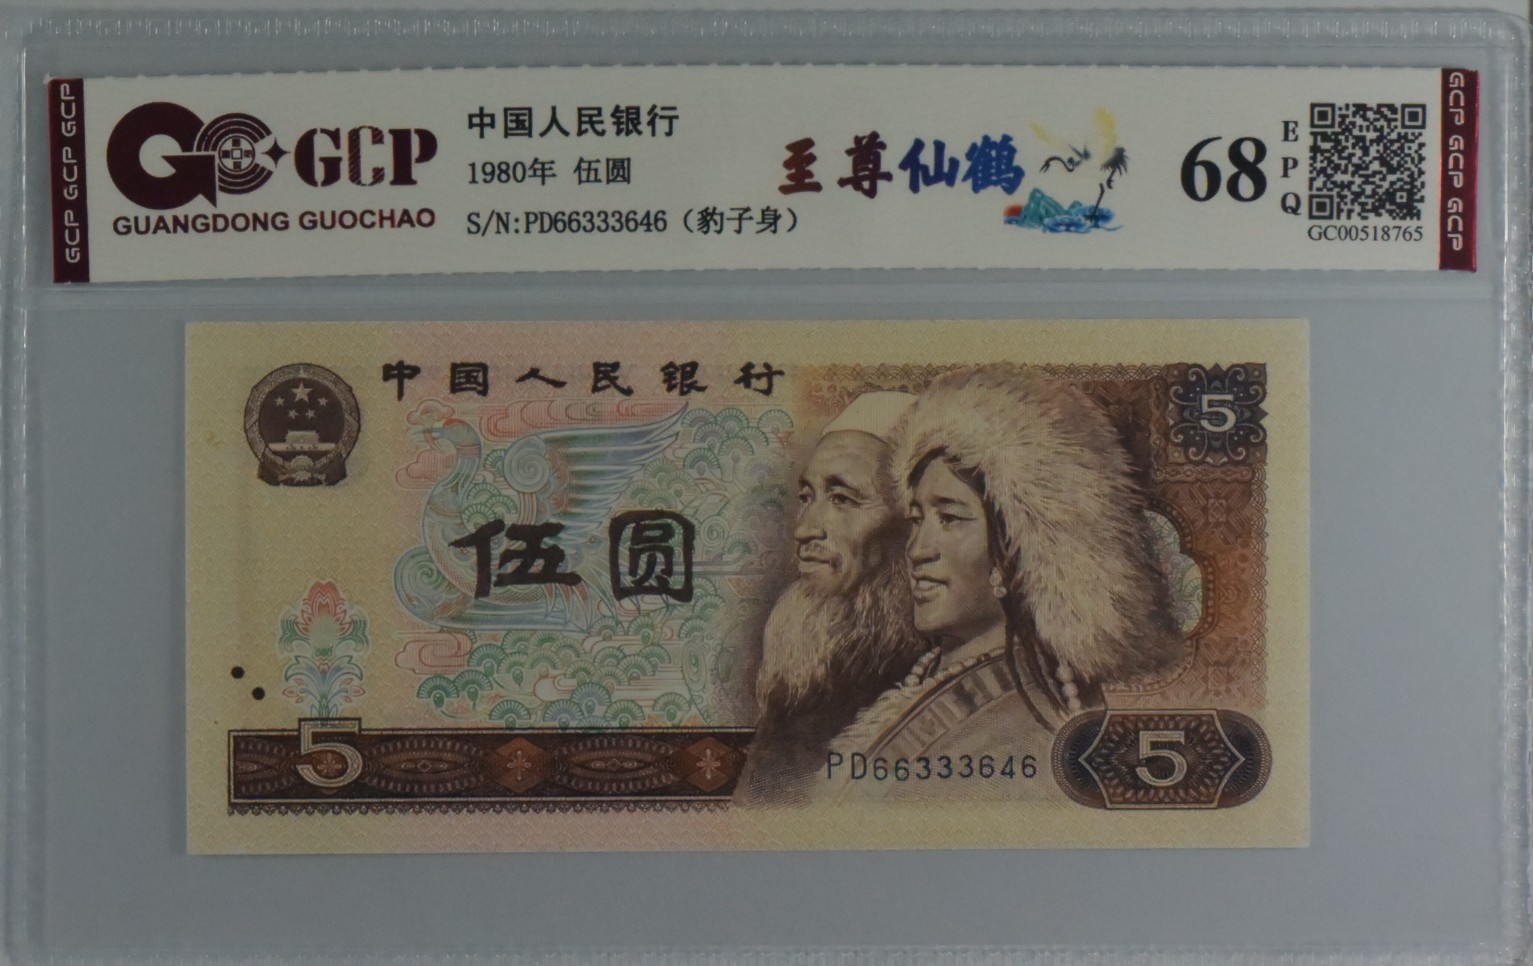 GCP GCP GCP
GCP
GUANGDONG GUOCHAO
中国人民银行
1980年 伍圆
S/N:PD66333646（豹子身）
至尊仙鹤
68
EPQ
GC00518765
GCP GCP GCP
中国人民银行
5
伍圆
5
PD66333646
5